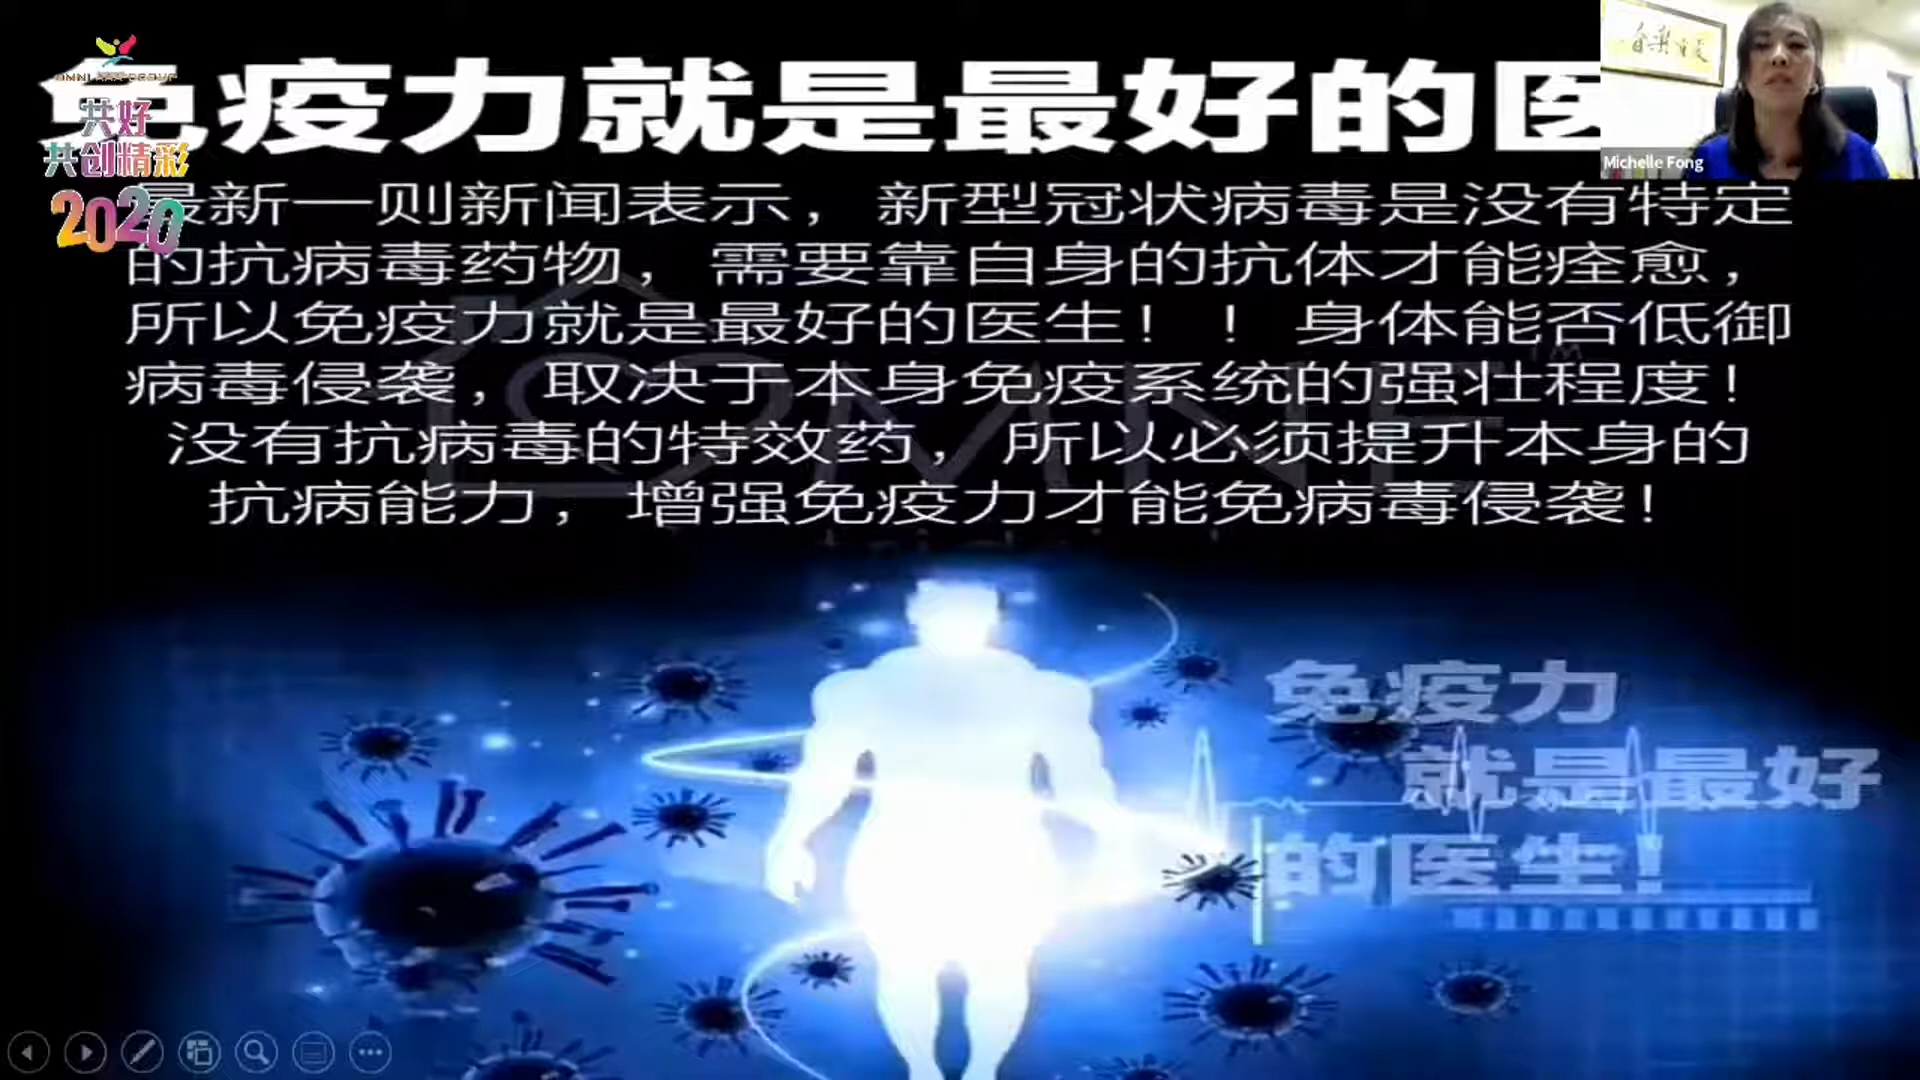 共好
共创精彩
2020
免疫力就是最好的医
Michelle Fong
最新一则新闻表示，新型冠状病毒是没有特定
的抗病毒药物，需要靠自身的抗体才能痊愈，
所以免疫力就是最好的医生！！身体能否低御
病毒侵袭，取决于本身免疫系统的强壮程度！
没有抗病毒的特效药，所以必须提升本身的
抗病能力，增强免疫力才能免病毒侵袭！
免疫力
就是最好
的医生！